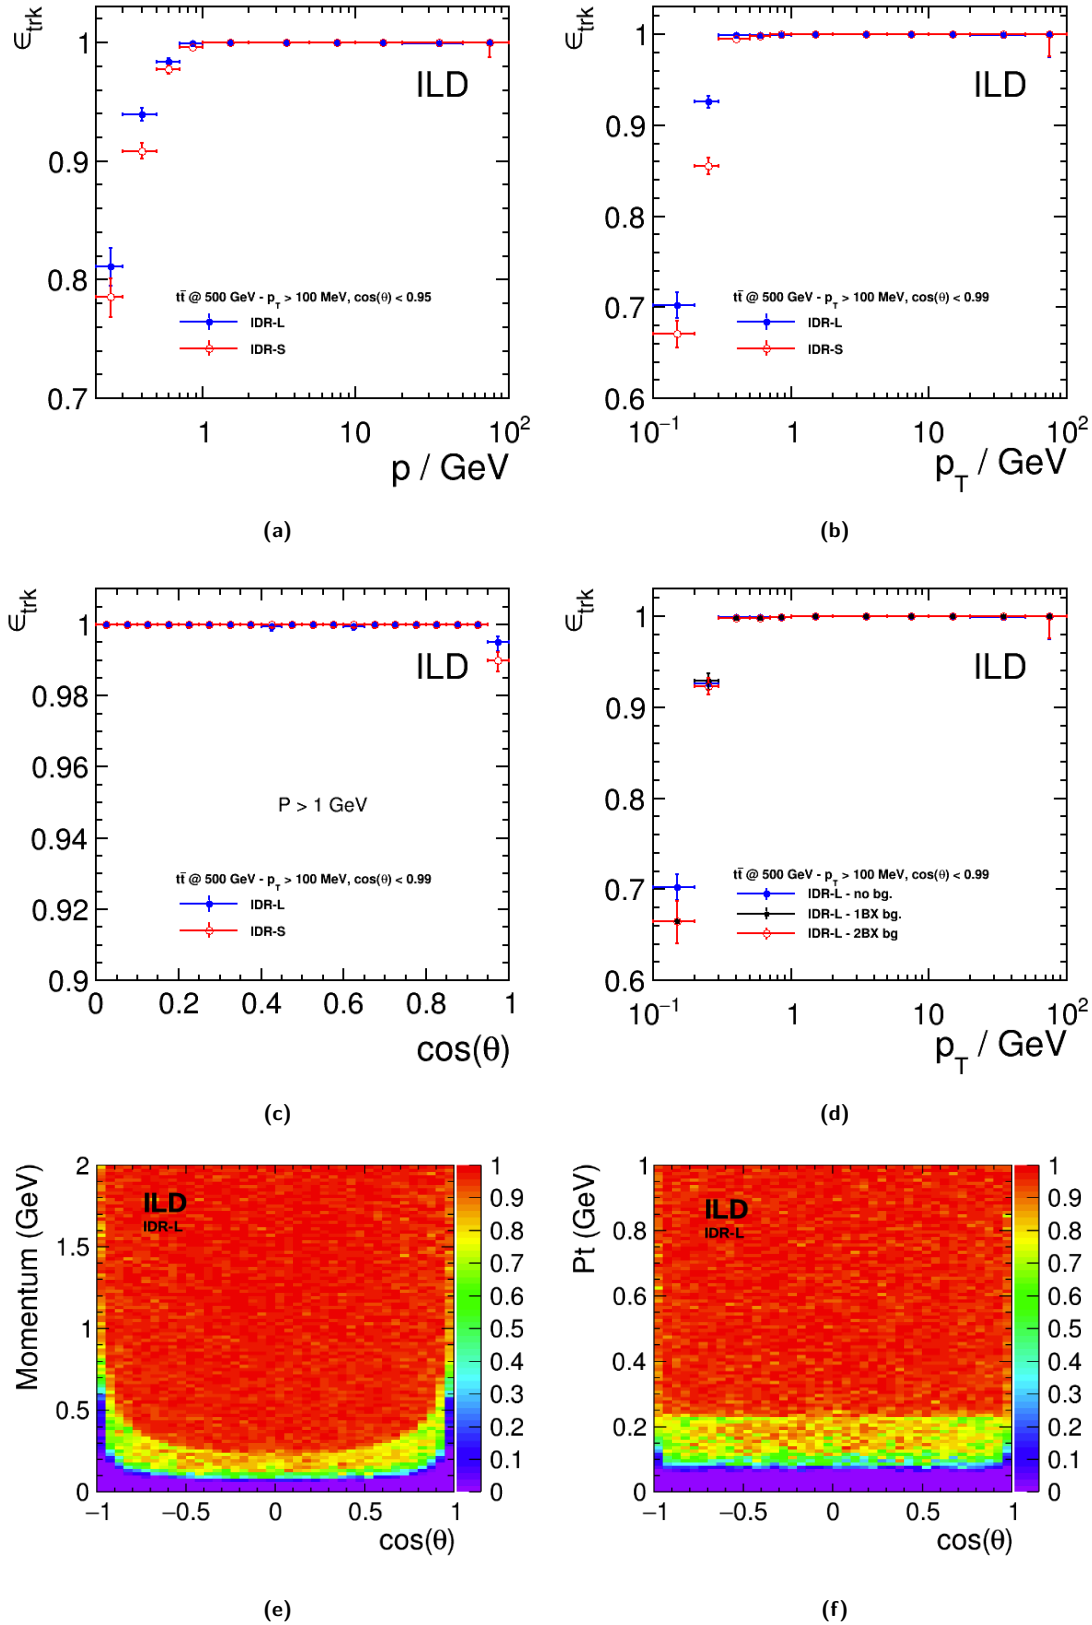 ϵ_trk
1
0.9
0.8
0.7
ILD
tt̄ @ 500 GeV - p_T > 100 MeV, cos(θ) < 0.95
IDR-L
IDR-S
1 10 10²
p / GeV
(a)
ϵ_trk
1
0.9
0.8
0.7
0.6
ILD
tt̄ @ 500 GeV - p_T > 100 MeV, cos(θ) < 0.99
IDR-L
IDR-S
10⁻¹ 1 10 10²
p_T / GeV
(b)
ϵ_trk
1
0.98
0.96
0.94
0.92
0.9
ILD
P > 1 GeV
tt̄ @ 500 GeV - p_T > 100 MeV, cos(θ) < 0.99
IDR-L
IDR-S
0 0.2 0.4 0.6 0.8 1
cos(θ)
(c)
ϵ_trk
1
0.9
0.8
0.7
0.6
ILD
tt̄ @ 500 GeV - p_T > 100 MeV, cos(θ) < 0.99
IDR-L - no bg.
IDR-L - 1BX bg.
IDR-L - 2BX bg
10⁻¹ 1 10 10²
p_T / GeV
(d)
Momentum (GeV)
2
1.5
1
0.5
0
ILD
IDR-L
1
0.9
0.8
0.7
0.6
0.5
0.4
0.3
0.2
0.1
0
−1 −0.5 0 0.5 1
cos(θ)
(e)
Pt (GeV)
1
0.8
0.6
0.4
0.2
0
ILD
IDR-L
1
0.9
0.8
0.7
0.6
0.5
0.4
0.3
0.2
0.1
0
−1 −0.5 0 0.5 1
cos(θ)
(f)